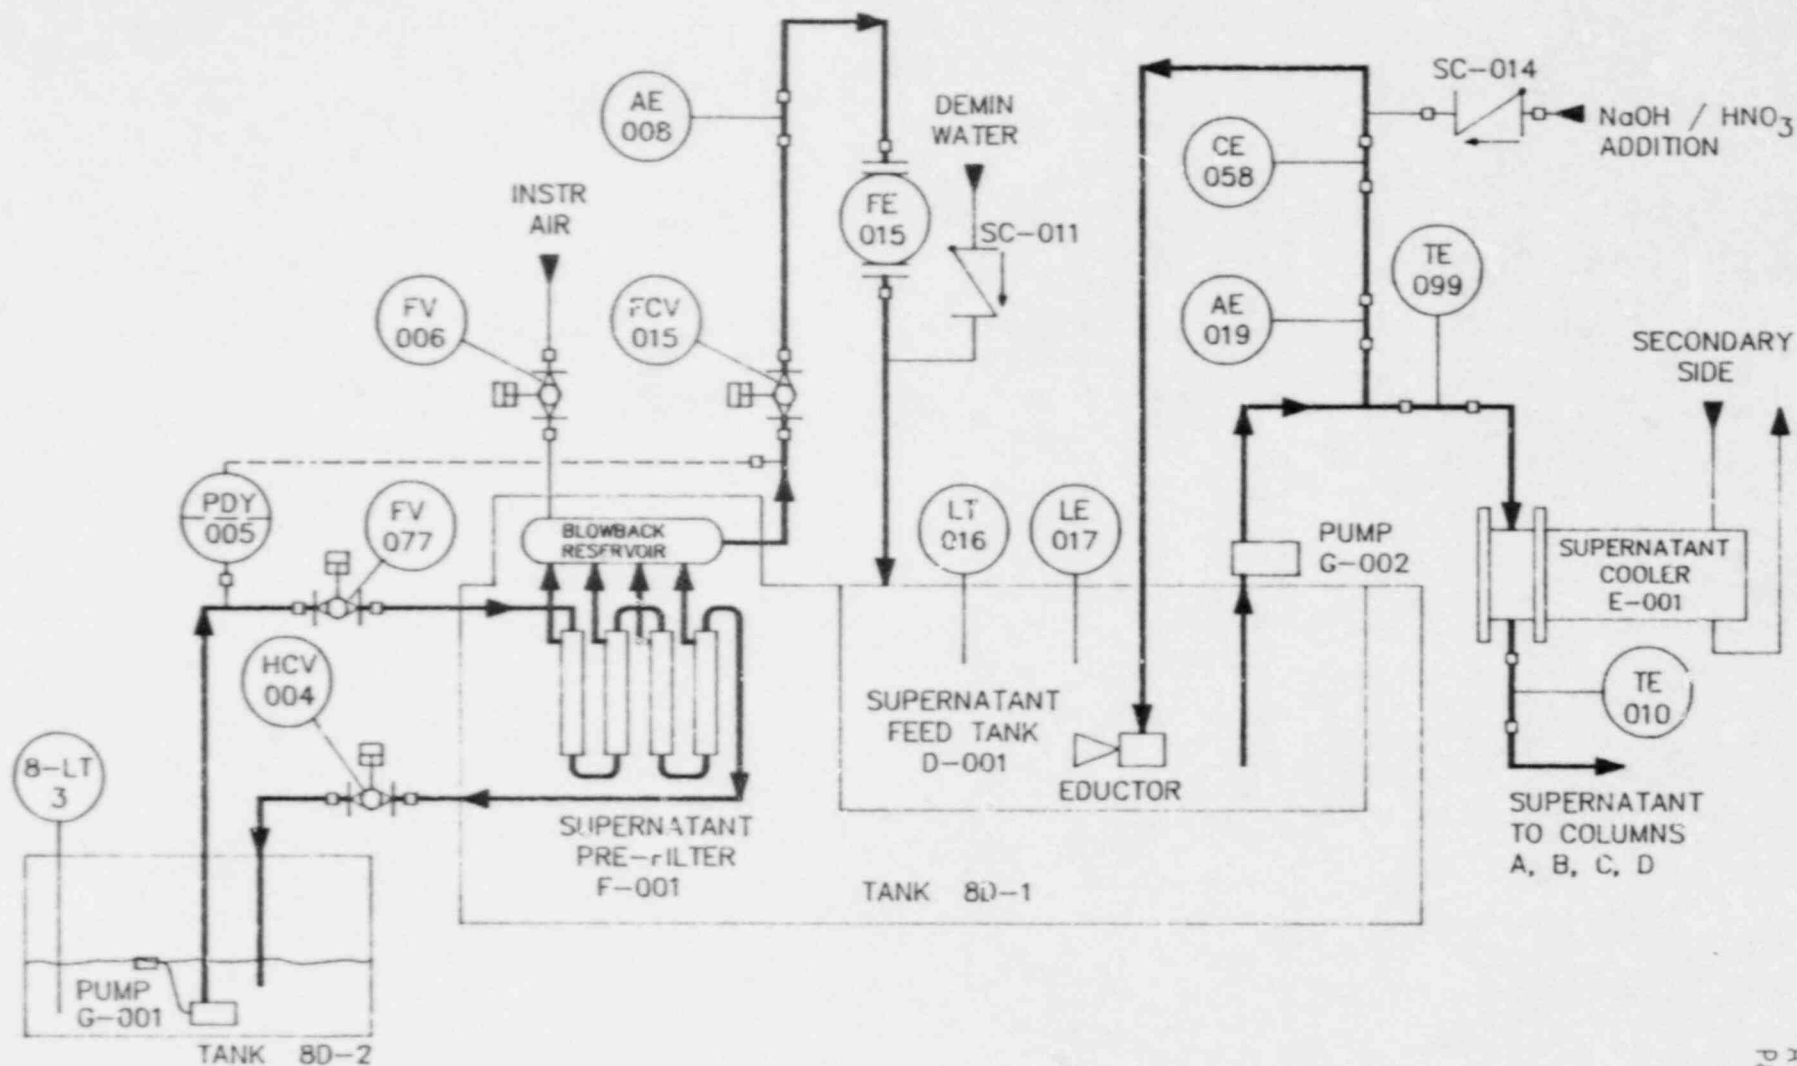 SC-014
NaOH / HNO3
ADDITION
AE
008
DEMIN
WATER
CE
058
INSTR
AIR
FE
015
SC-011
TE
099
FV
006
FCV
015
AE
019
SECONDARY
SIDE
PDY
005
FV
077
BLOWBACK
RESERVOIR
LT
016
LE
017
PUMP
G-002
SUPERNATANT
COOLER
E-001
HCV
004
SUPERNATANT
FEED TANK
D-001
TE
010
8-LT
3
EDUCTOR
SUPERNATANT
TO COLUMNS
A, B, C, D
SUPERNATANT
PRE-FILTER
F-001
TANK 8D-1
PUMP
G-001
TANK 8D-2